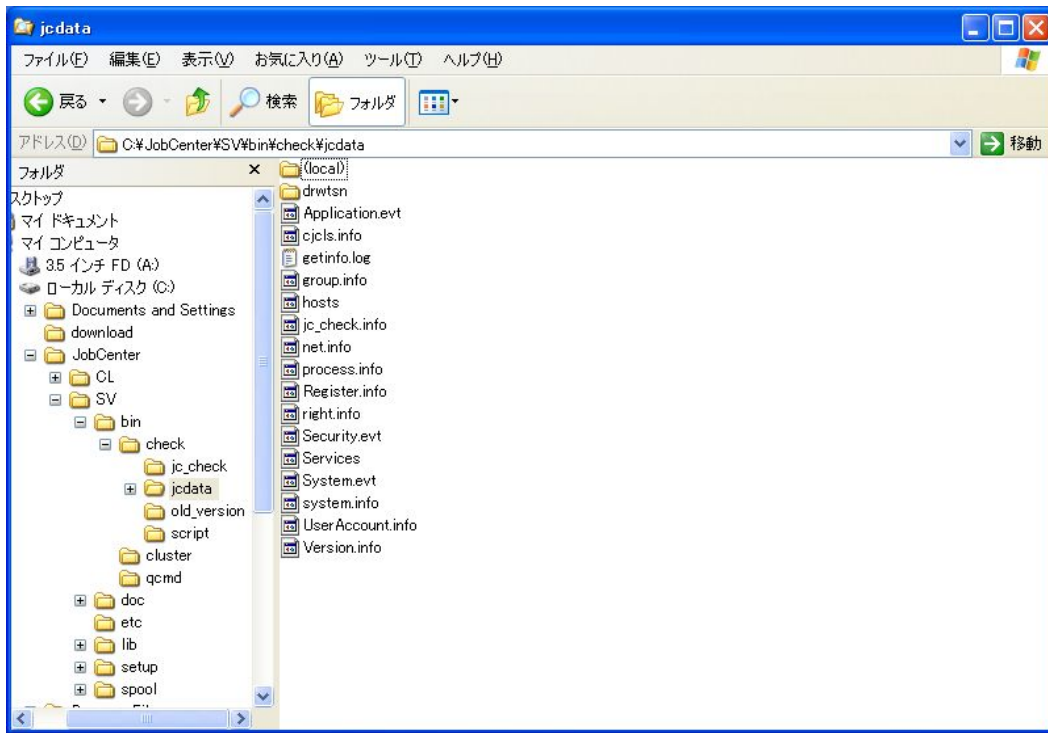 jcdata
ファイル(F) 編集(E) 表示(V) お気に入り(A) ツール(T) ヘルプ(H)
戻る 検索 フォルダ
アドレス(D) C:¥JobCenter¥SV¥bin¥check¥jcdata 移動
フォルダ
スクトップ
マイ ドキュメント
マイ コンピュータ
3.5 インチ FD (A:)
ローカル ディスク (C:)
Documents and Settings
download
JobCenter
CL
SV
bin
check
jc_check
jcdata
old_version
script
cluster
qcmd
doc
etc
lib
setup
spool
(local)
drwtsn
Application.evt
cjcls.info
getinfo.log
group.info
hosts
jc_check.info
net.info
process.info
Register.info
right.info
Security.evt
Services
System.evt
system.info
UserAccount.info
Version.info